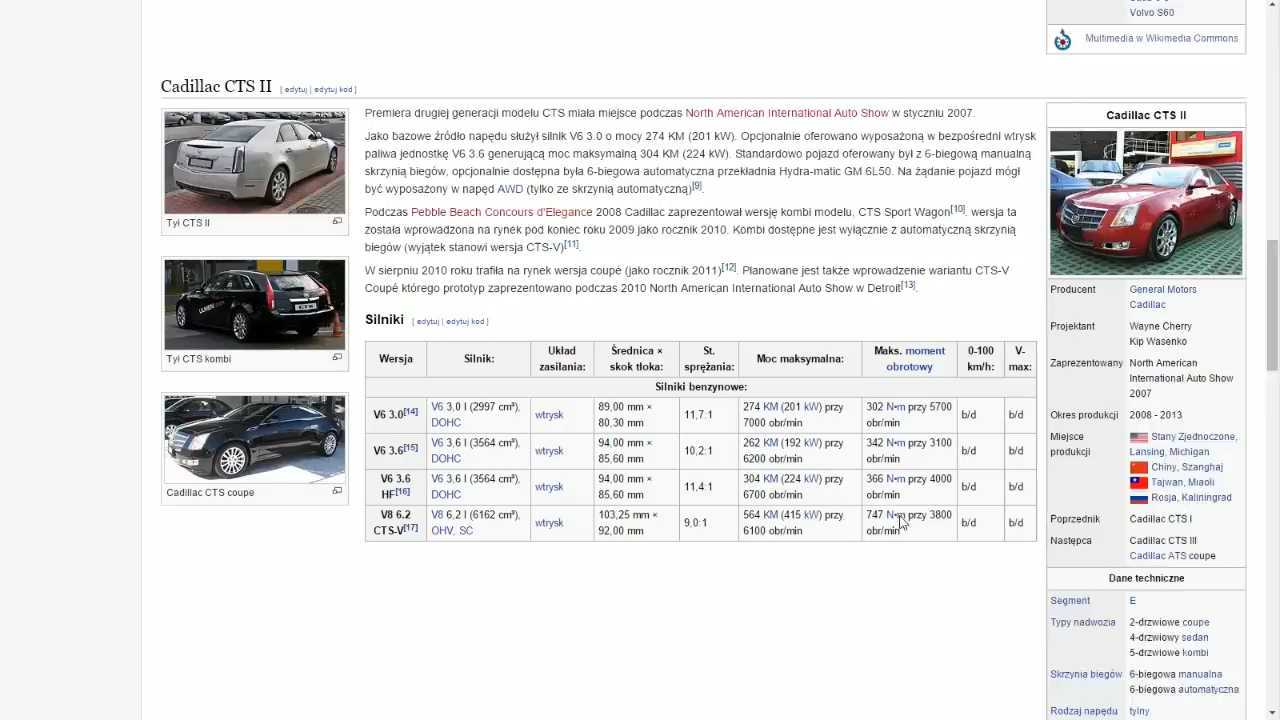 Volvo S60
Multimedia w Wikimedia Commons
Cadillac CTS II [ edytuj | edytuj kod ]
Tył CTS II
Tył CTS kombi
Cadillac CTS coupe
Premiera drugiej generacji modelu CTS miała miejsce podczas North American International Auto Show w styczniu 2007.
Jako bazowe źródło napędu służył silnik V6 3.0 o mocy 274 KM (201 kW). Opcjonalnie oferowano wyposażoną w bezpośredni wtrysk
paliwa jednostkę V6 3.6 generującą moc maksymalną 304 KM (224 kW). Standardowo pojazd oferowany był z 6-biegową manualną
skrzynią biegów, opcjonalnie dostępna była 6-biegowa automatyczna przekładnia Hydra-matic GM 6L50. Na żądanie pojazd mógł
być wyposażony w napęd AWD (tylko ze skrzynią automatyczną)[9].
Podczas Pebble Beach Concours d'Elegance 2008 Cadillac zaprezentował wersję kombi modelu, CTS Sport Wagon[10]. wersja ta
została wprowadzona na rynek pod koniec roku 2009 jako rocznik 2010. Kombi dostępne jest wyłącznie z automatyczną skrzynią
biegów (wyjątek stanowi wersja CTS-V)[11].
W sierpniu 2010 roku trafiła na rynek wersja coupé (jako rocznik 2011)[12]. Planowane jest także wprowadzenie wariantu CTS-V
Coupé którego prototyp zaprezentowano podczas 2010 North American International Auto Show w Detroit[13].
Silniki [ edytuj | edytuj kod ]
Wersja Silnik: Układ zasilania: Średnica × skok tłoka: St. sprężania: Moc maksymalna: Maks. moment obrotowy 0-100 km/h: V-max:
Silniki benzynowe:
V6 3.0[14] V6 3,0 l (2997 cm³), DOHC wtrysk 89,00 mm × 80,30 mm 11,7:1 274 KM (201 kW) przy 7000 obr/min 302 N•m przy 5700 obr/min b/d b/d
V6 3.6[15] V6 3,6 l (3564 cm³), DOHC wtrysk 94,00 mm × 85,60 mm 10,2:1 262 KM (192 kW) przy 6200 obr/min 342 N•m przy 3100 obr/min b/d b/d
V6 3.6 HF[16] V6 3,6 l (3564 cm³), DOHC wtrysk 94,00 mm × 85,60 mm 11,4:1 304 KM (224 kW) przy 6700 obr/min 366 N•m przy 4000 obr/min b/d b/d
V8 6.2 CTS-V[17] V8 6,2 l (6162 cm³), OHV, SC wtrysk 103,25 mm × 92,00 mm 9,0:1 564 KM (415 kW) przy 6100 obr/min 747 N•m przy 3800 obr/min b/d b/d
Cadillac CTS II
Producent General Motors
Cadillac
Projektant Wayne Cherry
Kip Wasenko
Zaprezentowany North American
International Auto Show
2007
Okres produkcji 2008 - 2013
Miejsce produkcji Stany Zjednoczone,
Lansing, Michigan
Chiny, Szanghaj
Tajwan, Miaoli
Rosja, Kaliningrad
Poprzednik Cadillac CTS I
Następca Cadillac CTS III
Cadillac ATS coupe
Dane techniczne
Segment E
Typy nadwozia 2-drzwiowe coupe
4-drzwiowy sedan
5-drzwiowe kombi
Skrzynia biegów 6-biegowa manualna
6-biegowa automatyczna
Rodzaj napędu tylny